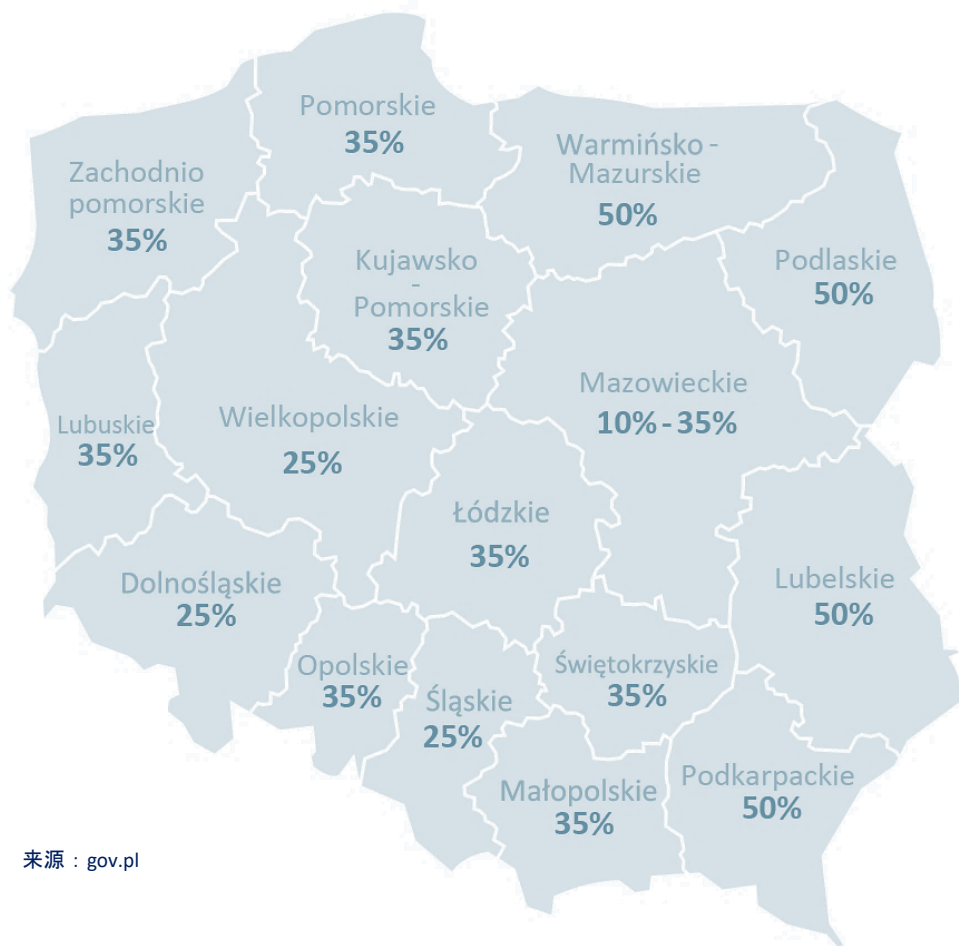 Pomorskie
35%
Warmińsko -
Mazurskie
50%
Zachodnio
pomorskie
35%
Kujawsko
-
Pomorskie
35%
Podlaskie
50%
Mazowieckie
10% - 35%
Lubuskie
35%
Wielkopolskie
25%
Łódzkie
35%
Dolnośląskie
25%
Lubelskie
50%
Opolskie
35%
Śląskie
25%
Świętokrzyskie
35%
Małopolskie
35%
Podkarpackie
50%
来源：gov.pl